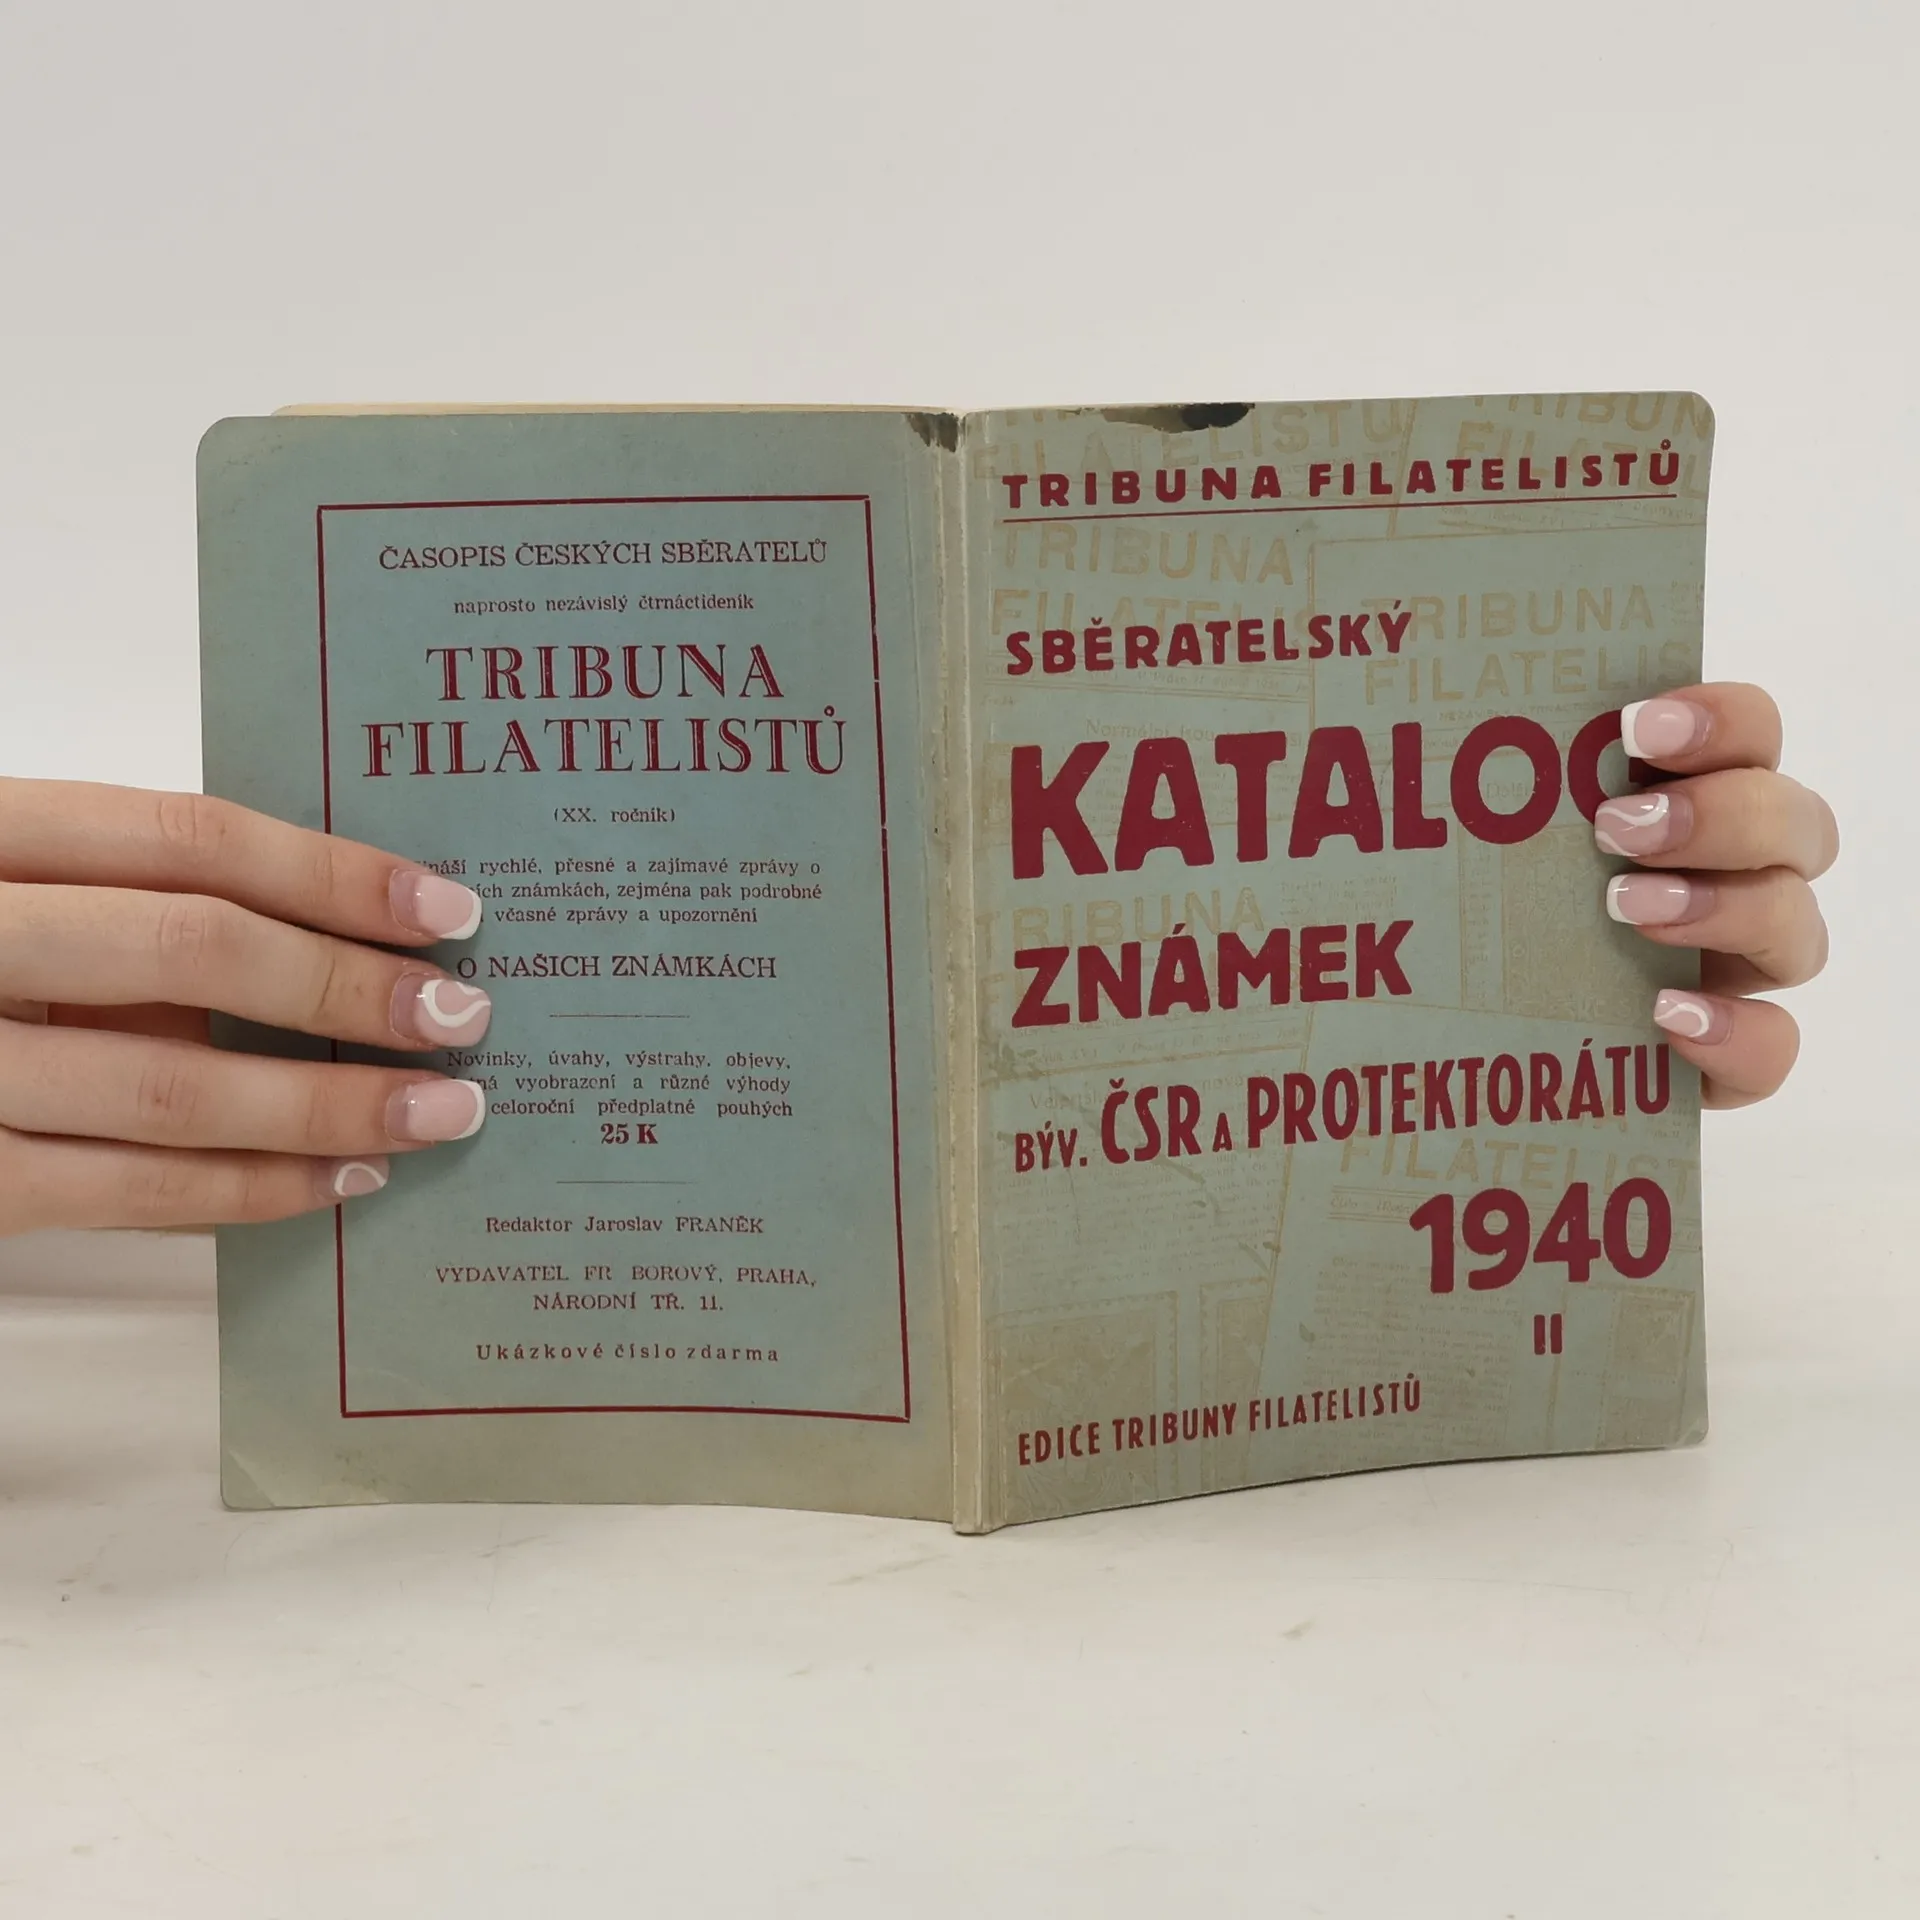 ČASOPIS ČESKÝCH SBĚRATELŮ
naprosto nezávislý čtrnáctideník
TRIBUNA
FILATELISTŮ
(XX. ročník)
rychlé, přesné a zajímavé zprávy o
známkách, zejména pak podrobné
včasné zprávy a upozornění
O NAŠICH ZNÁMKÁCH
Novinky, úvahy, výstrahy, objevy,
vyobrazení a různé výhody
celoroční předplatné pouhých
25 K
Redaktor Jaroslav FRANĚK
VYDAVATEL FR BOROVÝ, PRAHA,
NÁRODNÍ TŘ. 11.
Ukázkové číslo zdarma
TRIBUNA FILATELISTŮ
SBĚRATELSKÝ
KATALOG
ZNÁMEK
BÝV. ČSR A PROTEKTORÁTU
1940
II
EDICE TRIBUNY FILATELISTŮ